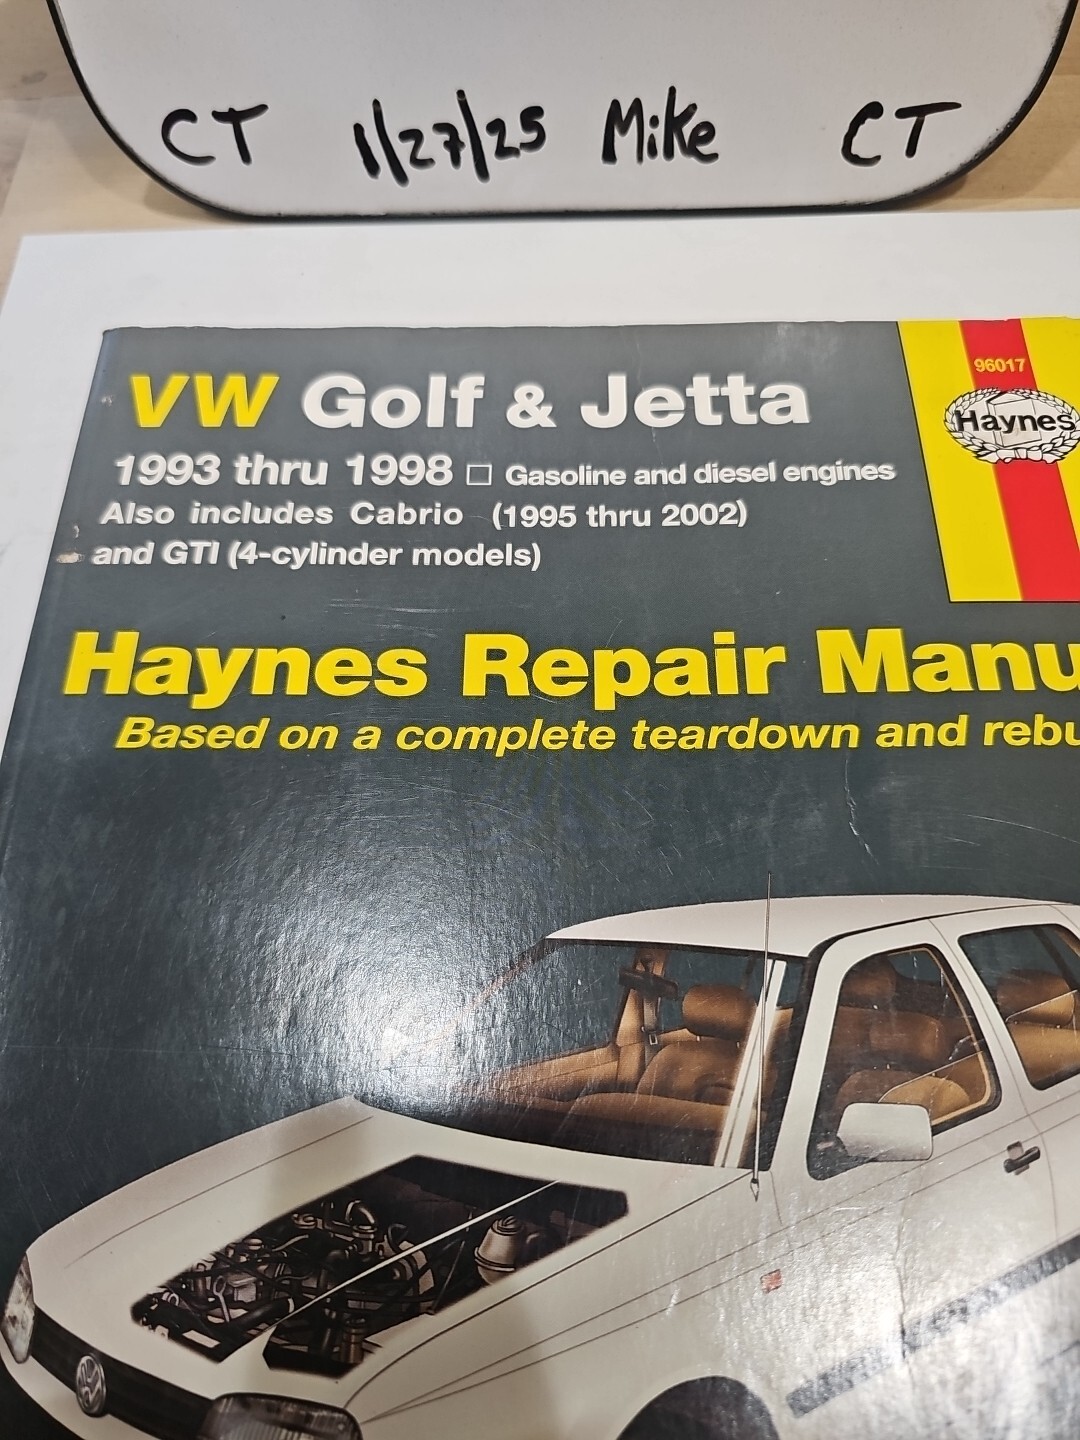 CT 1/27/25 Mike CT
96017
Haynes
VW Golf & Jetta
1993 thru 1998 □ Gasoline and diesel engines
Also includes Cabrio (1995 thru 2002)
and GTI (4-cylinder models)
Haynes Repair Manu
Based on a complete teardown and rebu